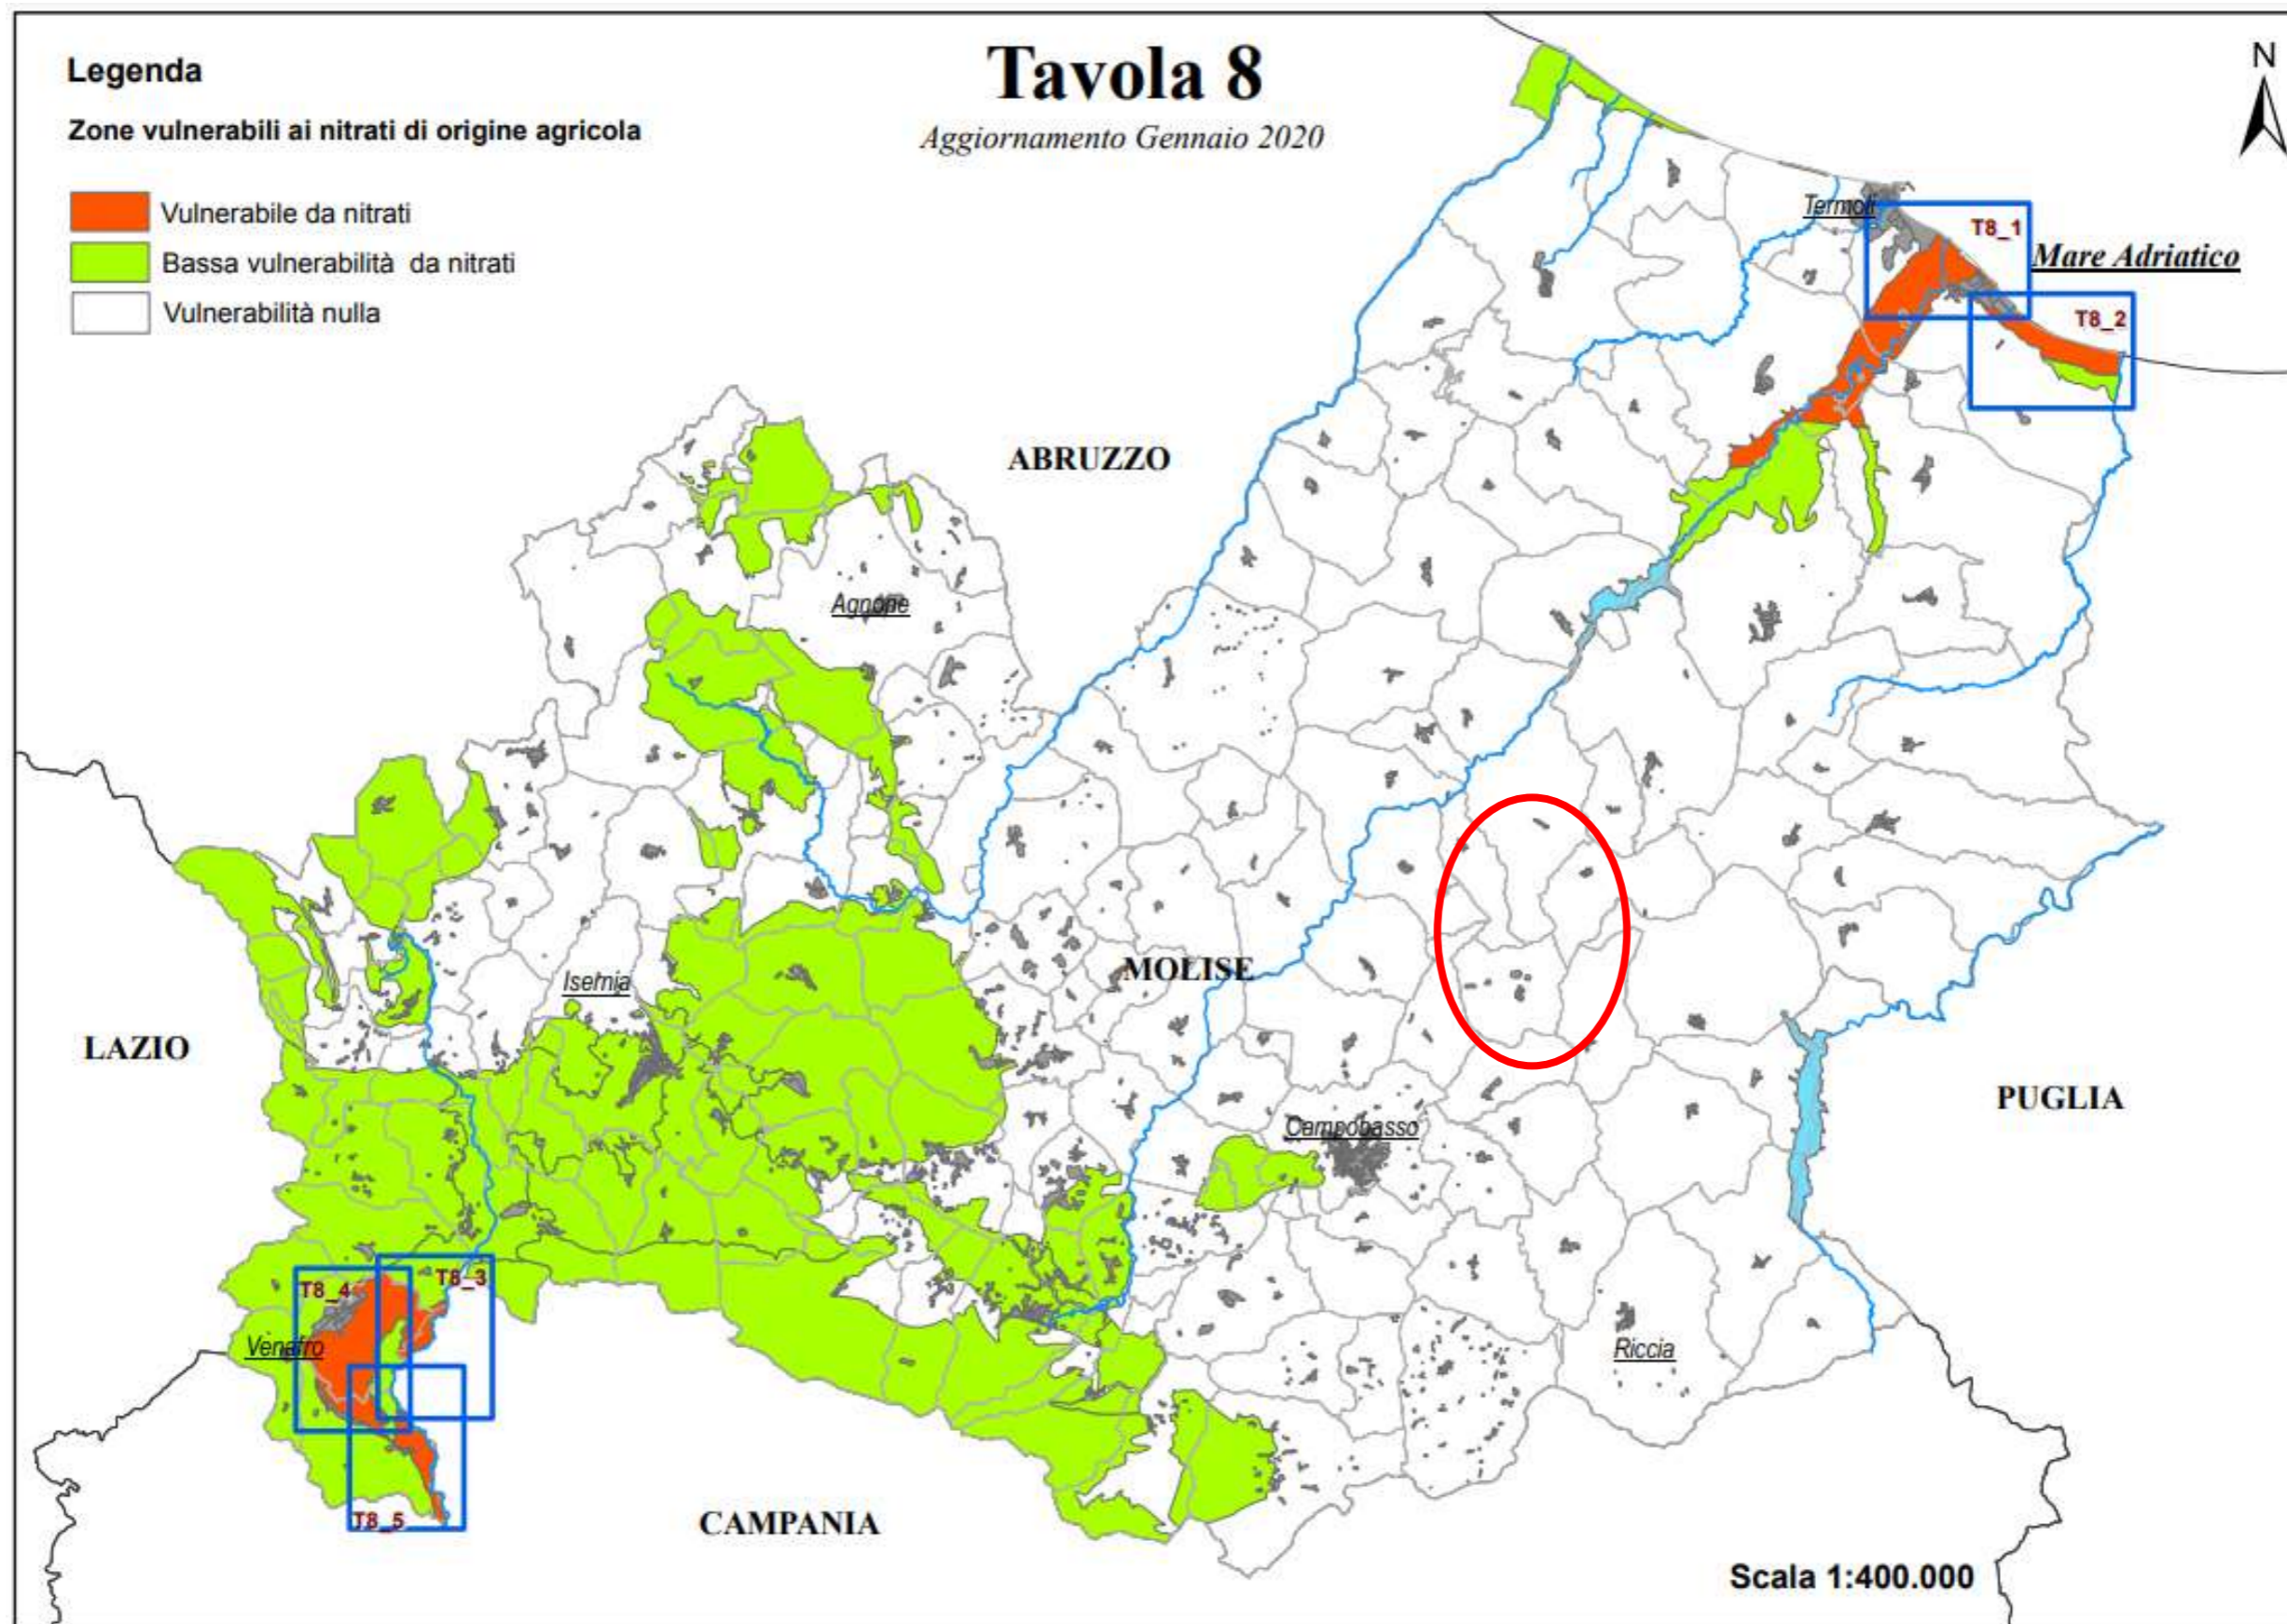 Legenda
Tavola 8
Aggiornamento Gennaio 2020
N
Zone vulnerabili ai nitrati di origine agricola
Vulnerabile da nitrati
Bassa vulnerabilità da nitrati
Vulnerabilità nulla
Termoli
T8_1
Mare Adriatico
T8_2
ABRUZZO
Agnone
Isernia
MOLISE
LAZIO
PUGLIA
Campobasso
T8_3
T8_4
Venafro
Riccia
T8_5
CAMPANIA
Scala 1:400.000